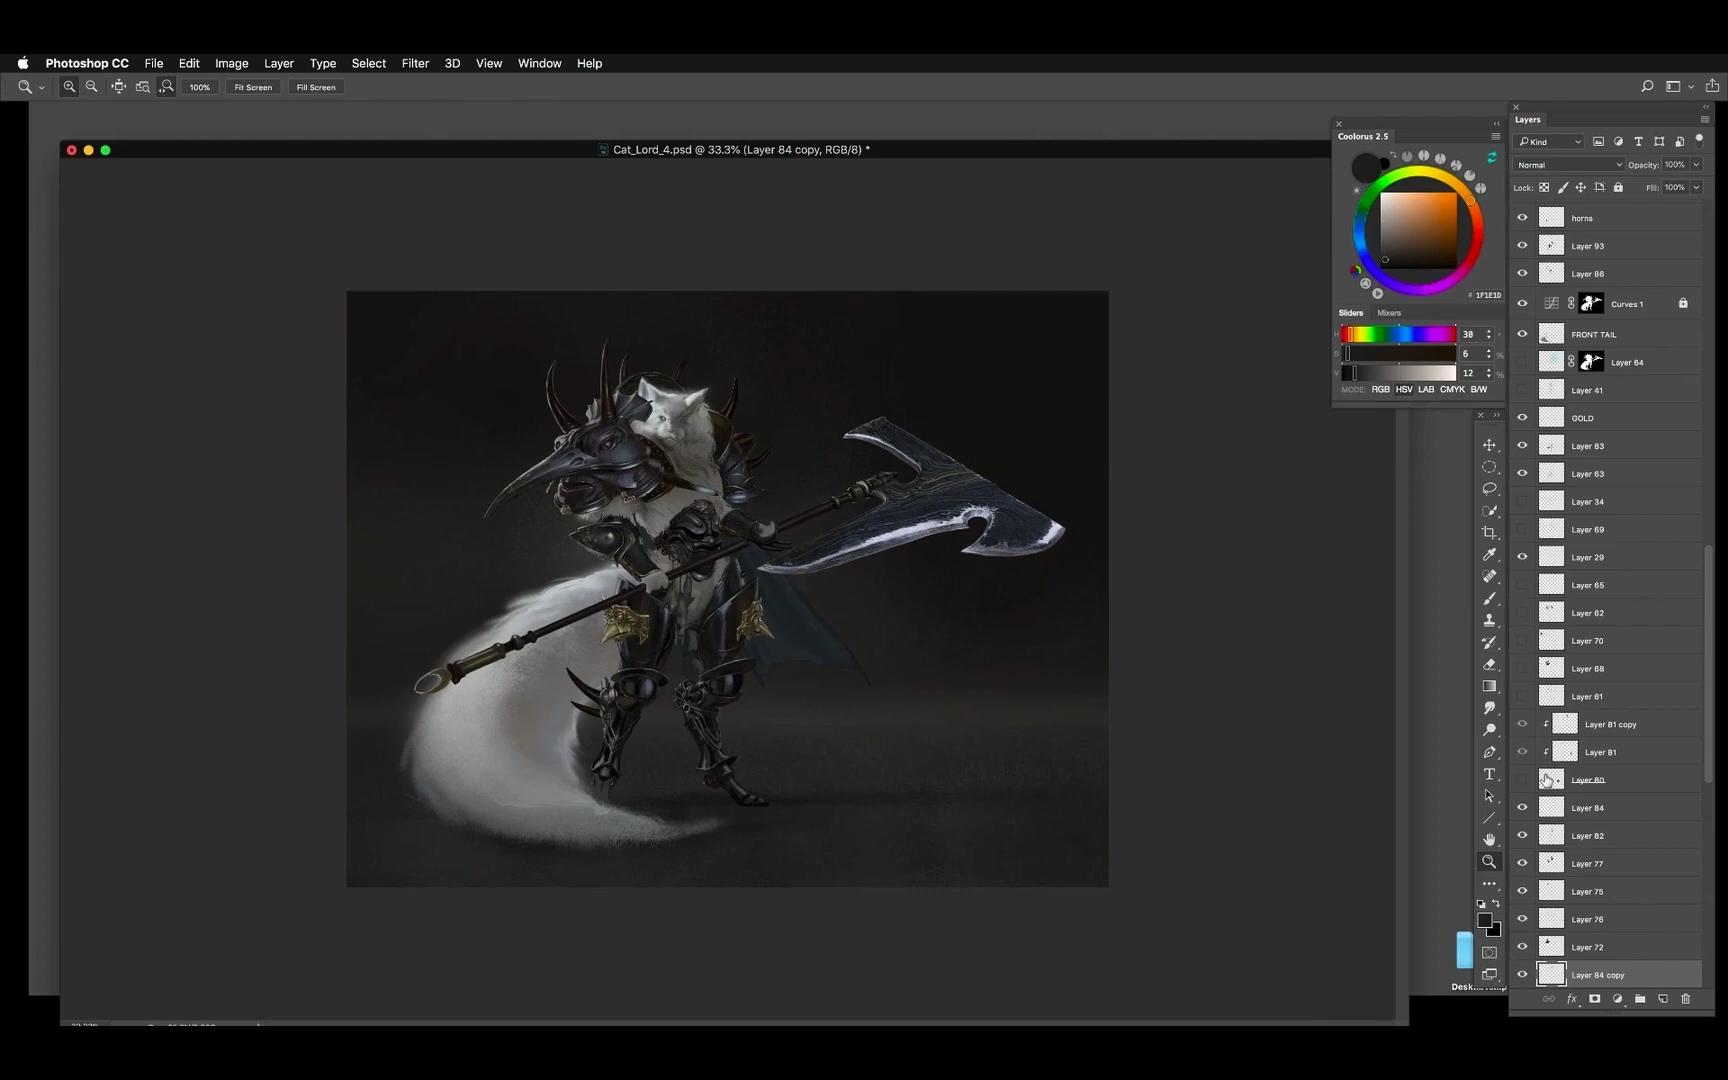 Photoshop CC File Edit Image Layer Type Select Filter 3D View Window Help
100% Fit Screen Fill Screen
Cat_Lord_4.psd @ 33.3% (Layer 84 copy, RGB/8) *
Coolorus 2.5
# 1F1E1D
Sliders Mixers
H 30 °
S 6 %
V 12 %
MODE: RGB HSV LAB CMYK B/W
Layers
Kind
Normal Opacity: 100%
Lock: Fill: 100%
horns
Layer 93
Layer 86
Curves 1
FRONT TAIL
Layer 64
Layer 41
GOLD
Layer 83
Layer 63
Layer 34
Layer 69
Layer 29
Layer 65
Layer 62
Layer 70
Layer 68
Layer 61
Layer 81 copy
Layer 81
Layer 80
Layer 84
Layer 82
Layer 77
Layer 75
Layer 76
Layer 72
Layer 84 copy
fx